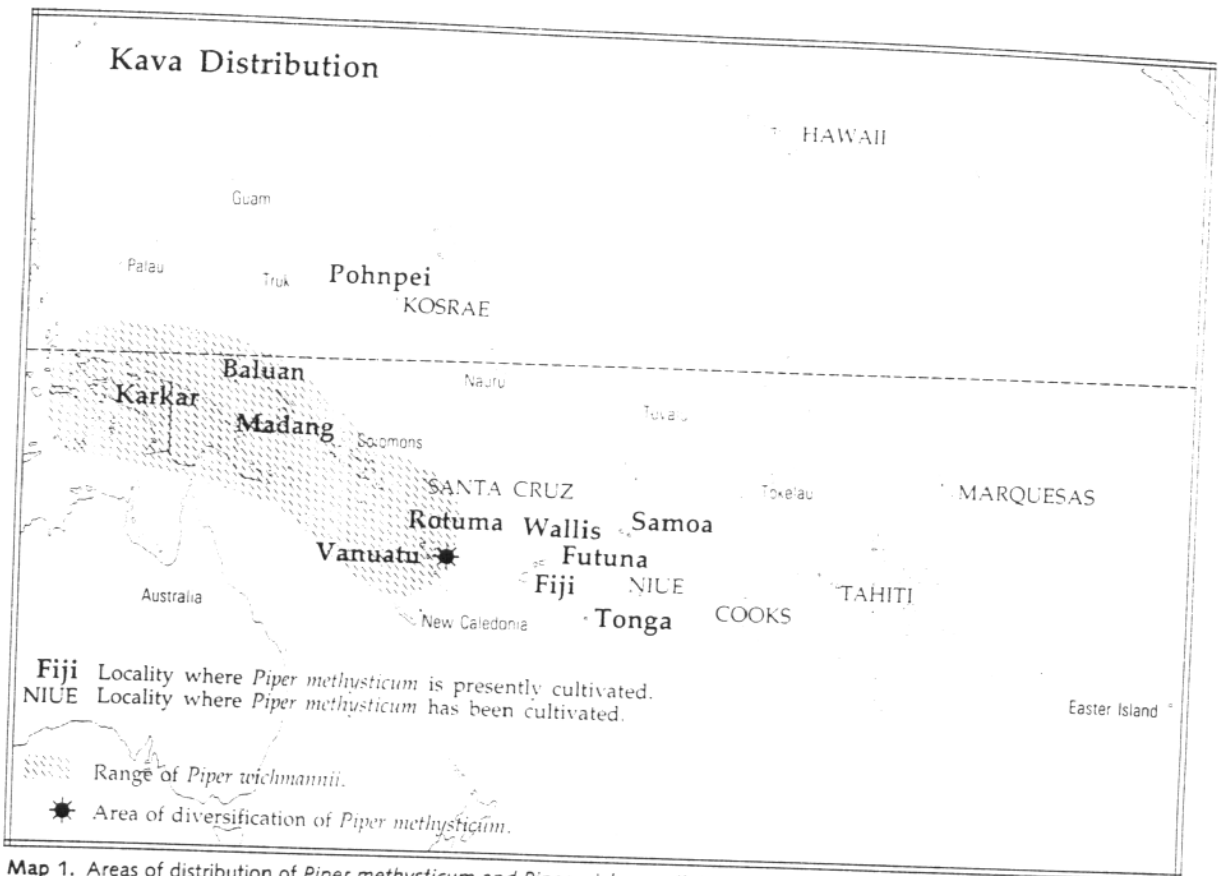 Kava Distribution
HAWAII
Guam
Palau
Truk
Pohnpei
KOSRAE
Baluan
Nauru
Karkar
Madang
Solomons
Tuvalu
SANTA CRUZ
Tokelau
MARQUESAS
Rotuma
Wallis
Samoa
Vanuatu
Futuna
Fiji
NIUE
TAHITI
Australia
New Caledonia
Tonga
COOKS
Fiji Locality where Piper methysticum is presently cultivated.
NIUE Locality where Piper methysticum has been cultivated.
Easter Island
Range of Piper wichmannii.
Area of diversification of Piper methysticum.
Map 1. Areas of distribution of Piper methysticum and